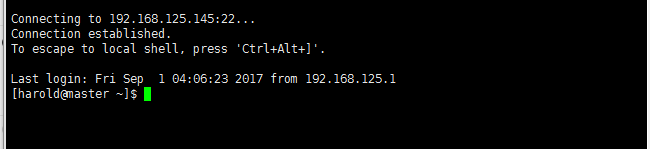 Connecting to 192.168.125.145:22...
Connection established.
To escape to local shell, press 'Ctrl+Alt+]'.
Last login: Fri Sep  1 04:06:23 2017 from 192.168.125.1
[harold@master ~]$